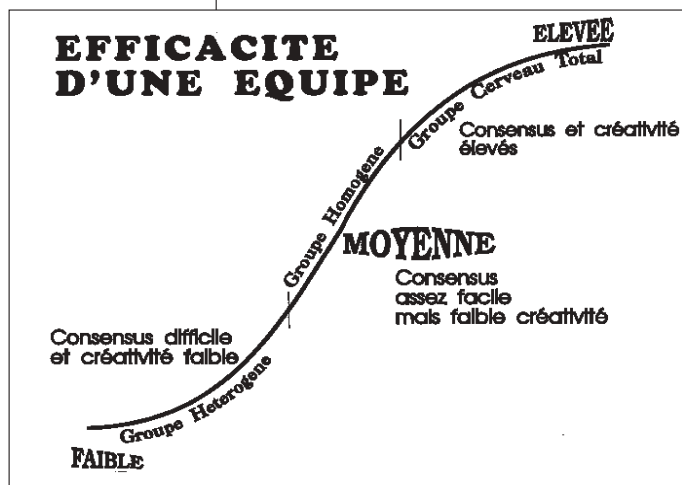 EFFICACITE
D'UNE EQUIPE
ELEVEE
Groupe Cerveau Total
Consensus et créativité
élevés
Groupe Homogene
MOYENNE
Consensus
assez facile
mais faible créativité
Consensus difficile
et créativité faible
Groupe Heterogene
FAIBLE